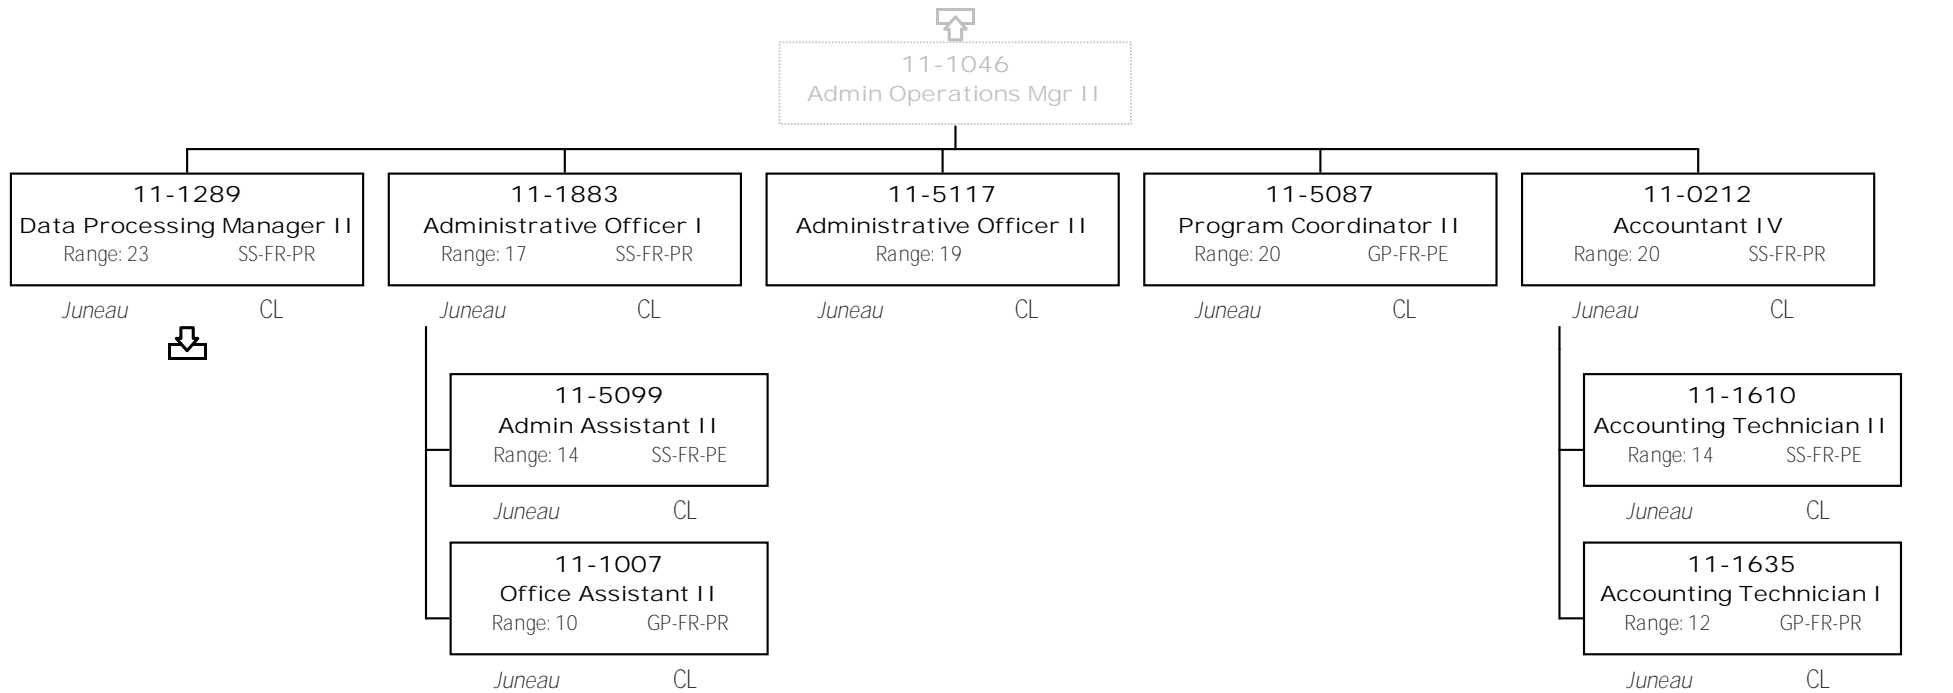 11-1046
Admin Operations Mgr II
11-1289
Data Processing Manager II
Range: 23 SS-FR-PR
Juneau CL
11-1883
Administrative Officer I
Range: 17 SS-FR-PR
Juneau CL
11-5117
Administrative Officer II
Range: 19
Juneau CL
11-5087
Program Coordinator II
Range: 20 GP-FR-PE
Juneau CL
11-0212
Accountant IV
Range: 20 SS-FR-PR
Juneau CL
11-5099
Admin Assistant II
Range: 14 SS-FR-PE
Juneau CL
11-1007
Office Assistant II
Range: 10 GP-FR-PR
Juneau CL
11-1610
Accounting Technician II
Range: 14 SS-FR-PE
Juneau CL
11-1635
Accounting Technician I
Range: 12 GP-FR-PR
Juneau CL